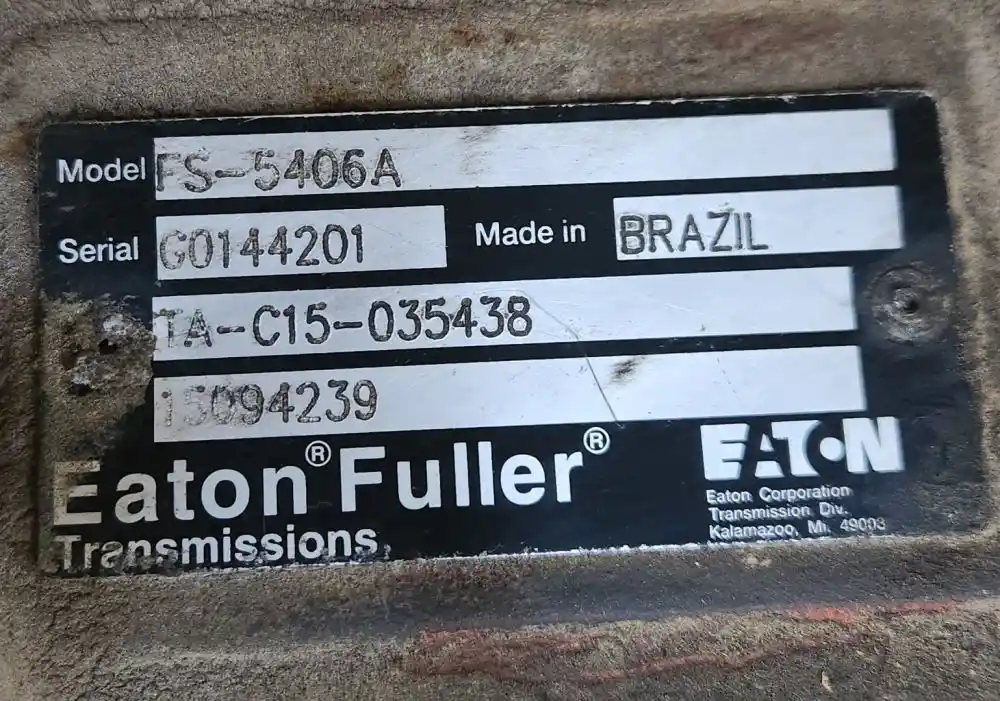 Model FS-5406A
Serial G0144201 Made in BRAZIL
TA-C15-035438
15094239
Eaton® Fuller®
Transmissions
EATON
Eaton Corporation
Transmission Div.
Kalamazoo, Mi. 49003